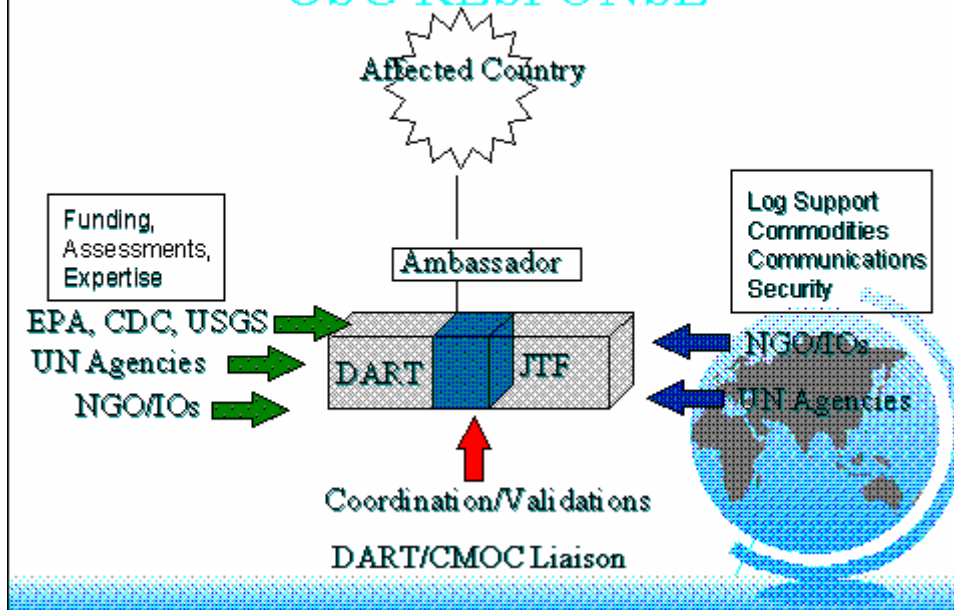 RESPONSE
Affected Country
Funding,
Assessments,
Expertise
Log Support
Commodities
Communications
Security
Ambassador
EPA, CDC, USGS
UN Agencies
NGO/IOs
DART
JTF
NGO/IOs
UN Agencies
Coordination/Validations
DART/CMOC Liaison